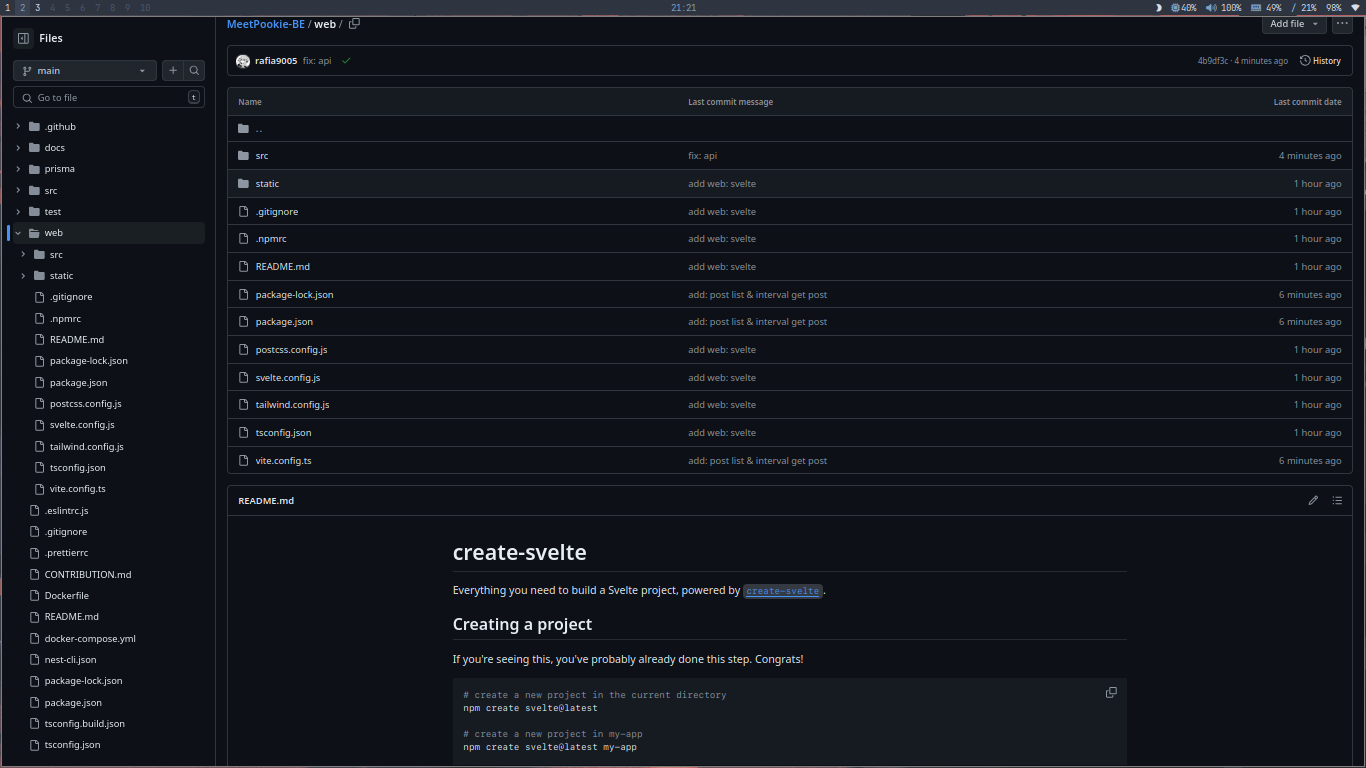 1 2 3 4 5 6 7 8 9 10
21:21
40% 100% 49% / 21% 98%
Files
main
Go to file
t
.github
docs
prisma
src
test
web
src
static
.gitignore
.npmrc
README.md
package-lock.json
package.json
postcss.config.js
svelte.config.js
tailwind.config.js
tsconfig.json
vite.config.ts
.eslintrc.js
.gitignore
.prettierrc
CONTRIBUTION.md
Dockerfile
README.md
docker-compose.yml
nest-cli.json
package-lock.json
package.json
tsconfig.build.json
tsconfig.json
MeetPookie-BE / web /
Add file
rafia9005 fix: api
4b9df3c · 4 minutes ago
History
Name Last commit message Last commit date
..
src fix: api 4 minutes ago
static add web: svelte 1 hour ago
.gitignore add web: svelte 1 hour ago
.npmrc add web: svelte 1 hour ago
README.md add web: svelte 1 hour ago
package-lock.json add: post list & interval get post 6 minutes ago
package.json add: post list & interval get post 6 minutes ago
postcss.config.js add web: svelte 1 hour ago
svelte.config.js add web: svelte 1 hour ago
tailwind.config.js add web: svelte 1 hour ago
tsconfig.json add web: svelte 1 hour ago
vite.config.ts add: post list & interval get post 6 minutes ago
README.md
create-svelte
Everything you need to build a Svelte project, powered by create-svelte.
Creating a project
If you're seeing this, you've probably already done this step. Congrats!
# create a new project in the current directory
npm create svelte@latest
# create a new project in my-app
npm create svelte@latest my-app